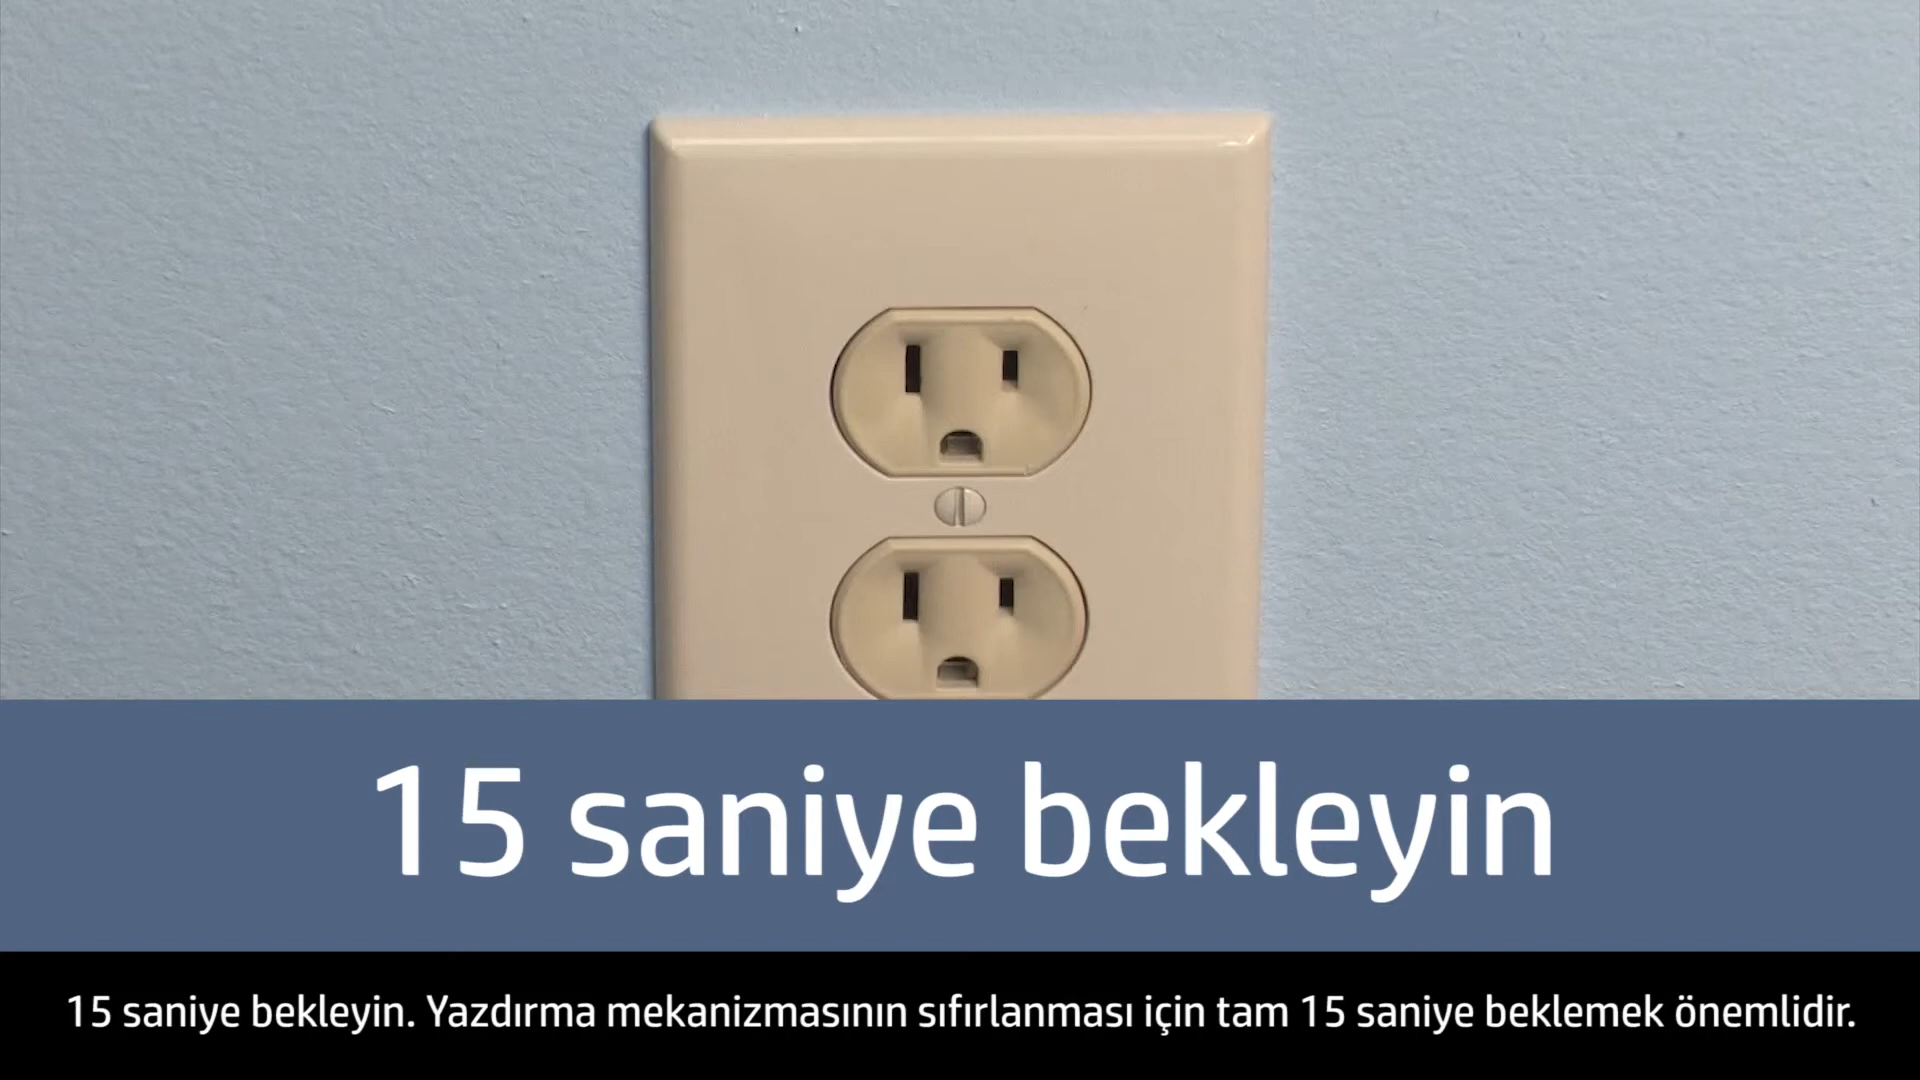 15 saniye bekleyin
15 saniye bekleyin. Yazdırma mekanizmasının sıfırlanması için tam 15 saniye beklemek önemlidir.